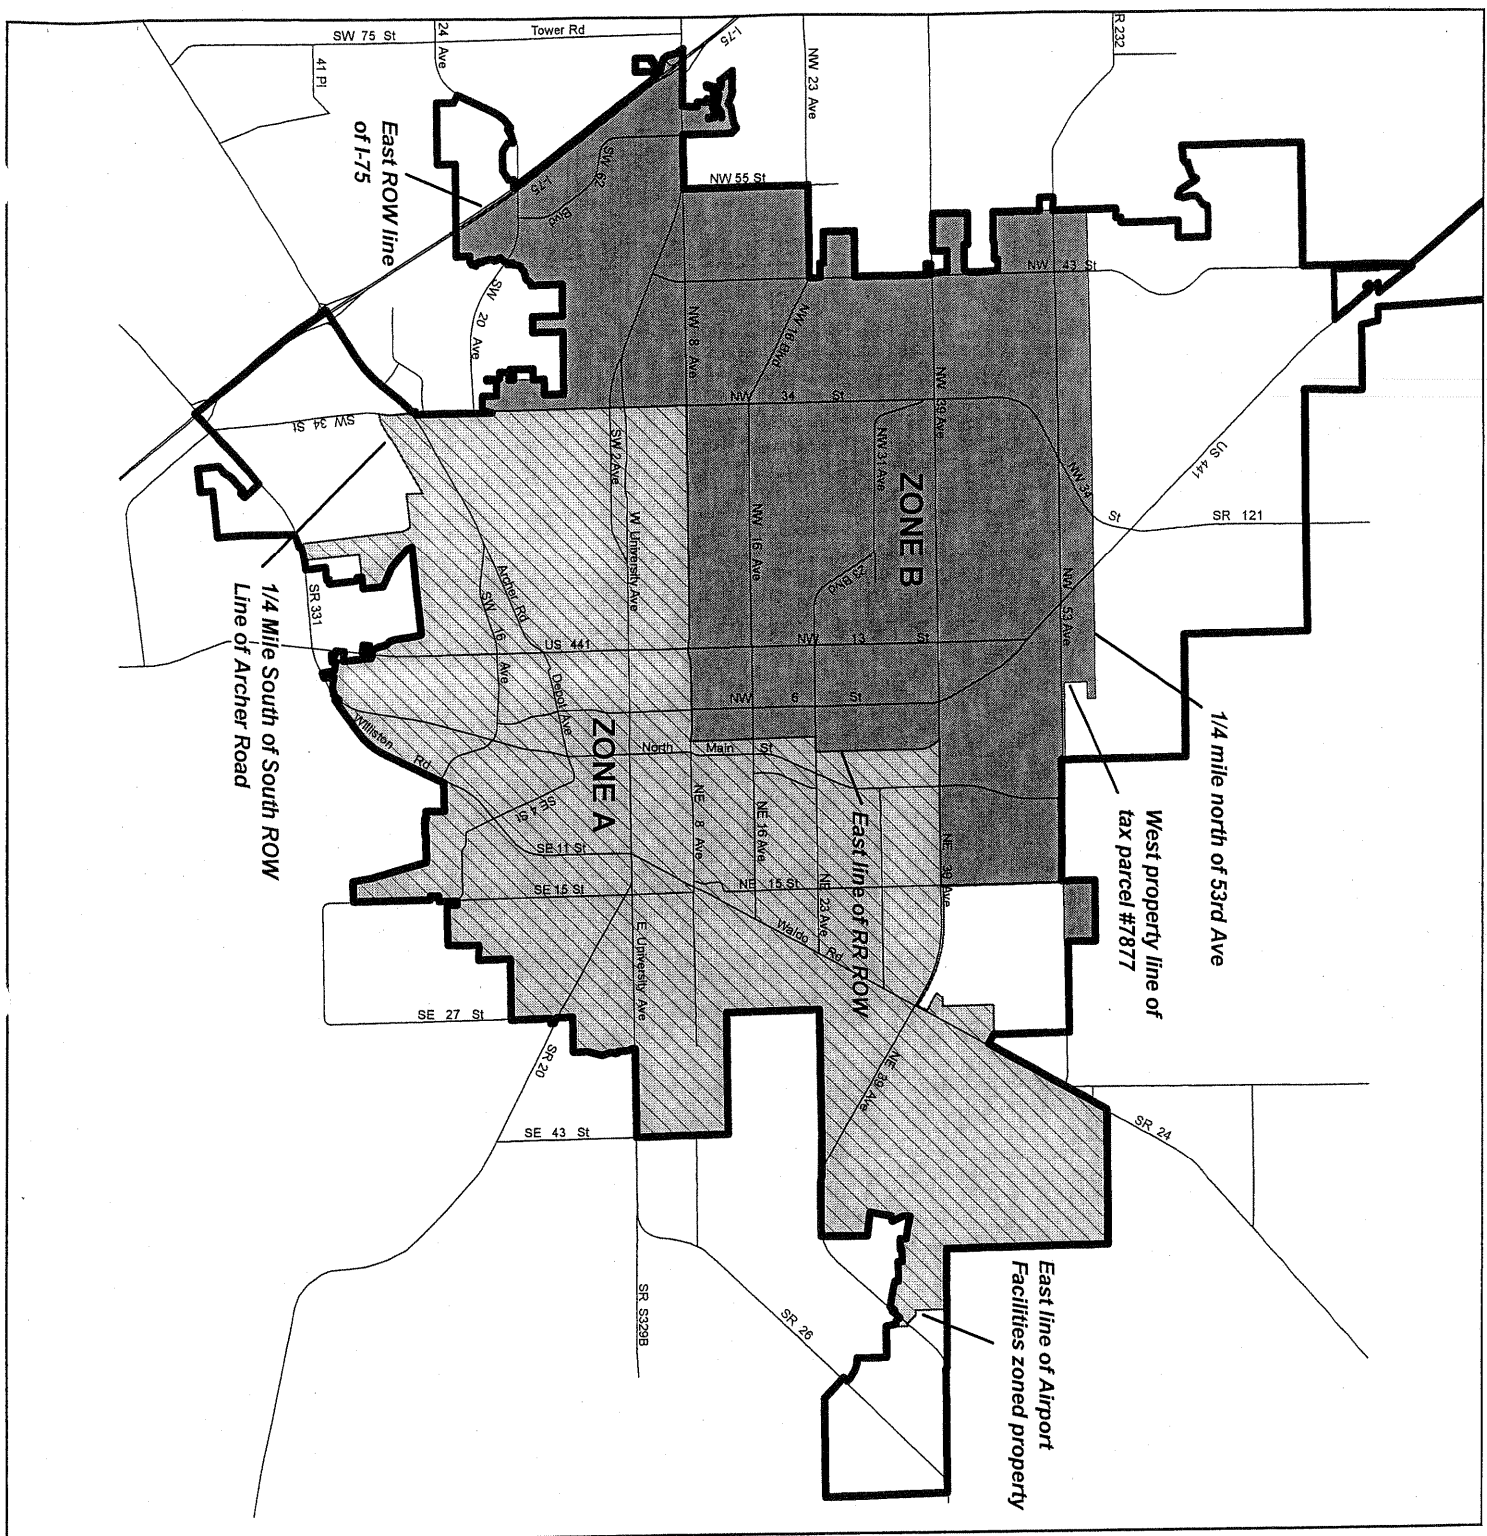 SW 75 St
Tower Rd
24 Ave
41 Pl
I-75
NW 23 Ave
R 232
East ROW line
of I-75
SW 62
Blvd
I-75
NW 55 St
NW 43 St
SW 20 Ave
NW 8 Ave
NW 16 Blvd
NW 34 St
NW 39 Ave
SW 34 St
SW 2 Ave
NW 31 Ave
NW 34
St
US 441
SR 121
ZONE B
W University Ave
NW 16 Ave
23 Blvd
NW 53 Ave
Archer Rd
SW 16 Ave
SR 331
1/4 Mile South of South ROW
Line of Archer Road
US 441
NW 13 St
Depot Ave
NW 6 St
Williston Rd
ZONE A
North Main St
1/4 mile north of 53rd Ave
West property line of
tax parcel #7877
SE 4 St
NE 8 Ave
NE 16 Ave
East line of RR ROW
SE 11 St
NE 39 Ave
SE 15 St
NE 15 St
NE 23 Ave
Waldo Rd
E University Ave
SE 27 St
SR 20
NE 39 Ave
SE 43 St
SR 24
East line of Airport
Facilities zoned property
SR S329B
SR 26